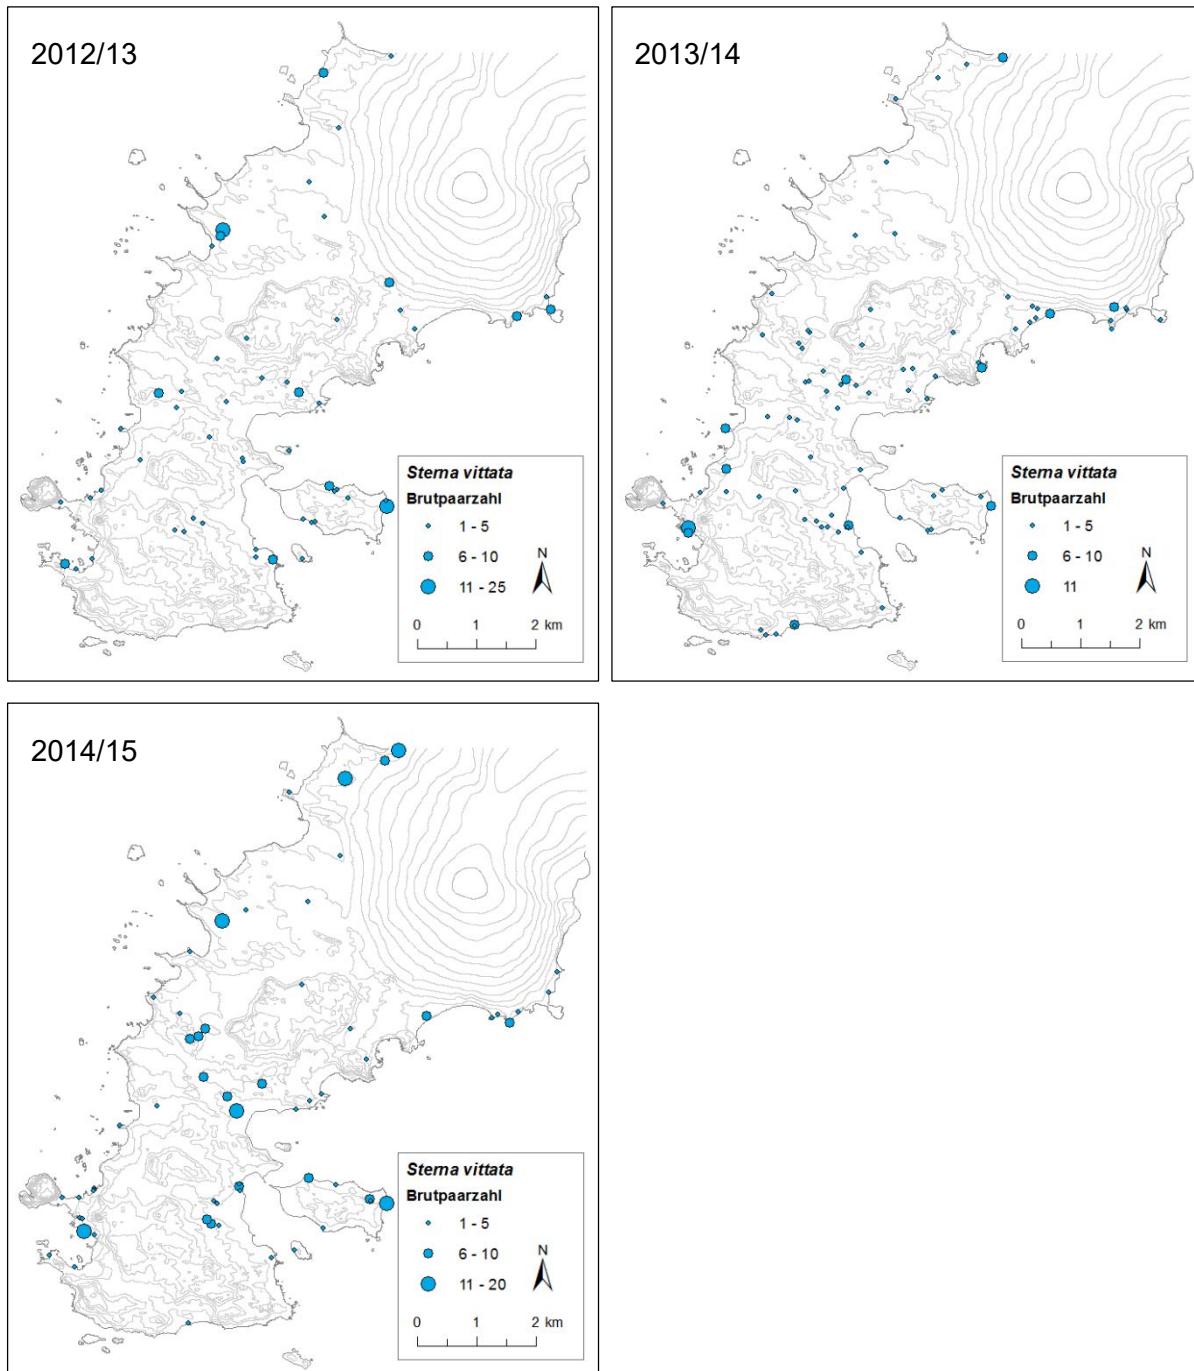 2012/13
Sterna vittata
Brutpaarzahl
1 - 5
6 - 10
11 - 25
N
0 1 2 km
2013/14
Sterna vittata
Brutpaarzahl
1 - 5
6 - 10
11
N
0 1 2 km
2014/15
Sterna vittata
Brutpaarzahl
1 - 5
6 - 10
11 - 20
N
0 1 2 km